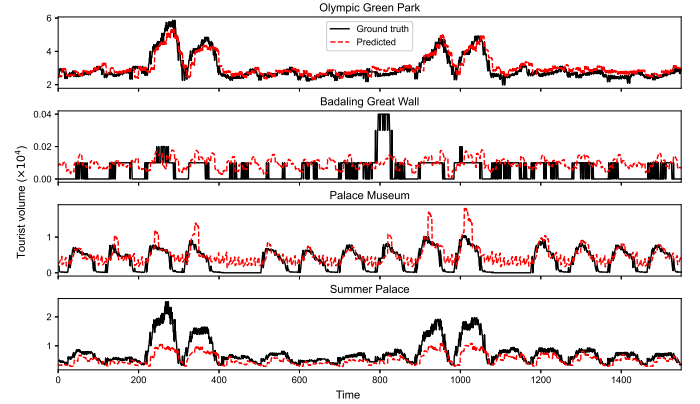 Olympic Green Park
6
4
2
Ground truth
Predicted
Badaling Great Wall
0.04
0.02
0.00
Tourist volume (×10⁴)
Palace Museum
1
0
Summer Palace
2
1
0 200 400 600 800 1000 1200 1400
Time